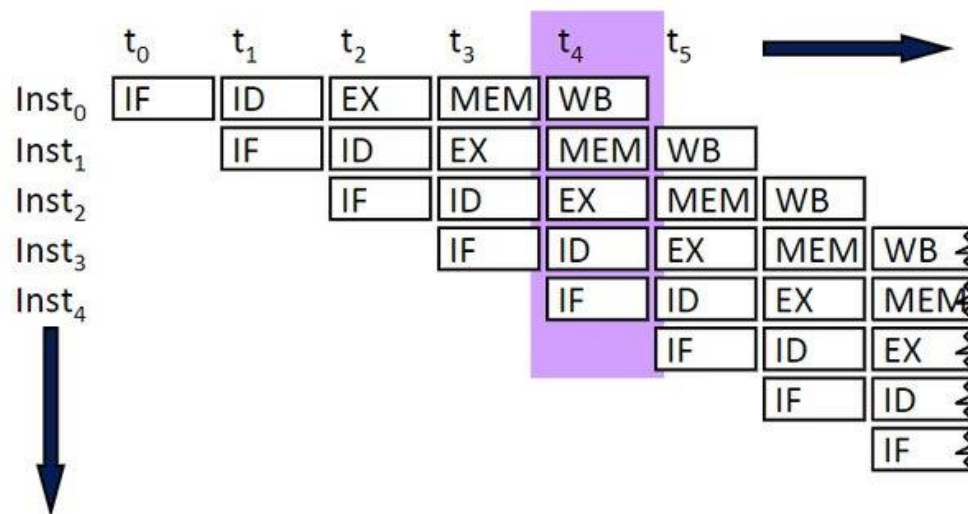 t₀ t₁ t₂ t₃ t₄ t₅
Inst₀ IF ID EX MEM WB
Inst₁ IF ID EX MEM WB
Inst₂ IF ID EX MEM WB
Inst₃ IF ID EX MEM WB
Inst₄ IF ID EX MEM
IF ID EX
IF ID
IF